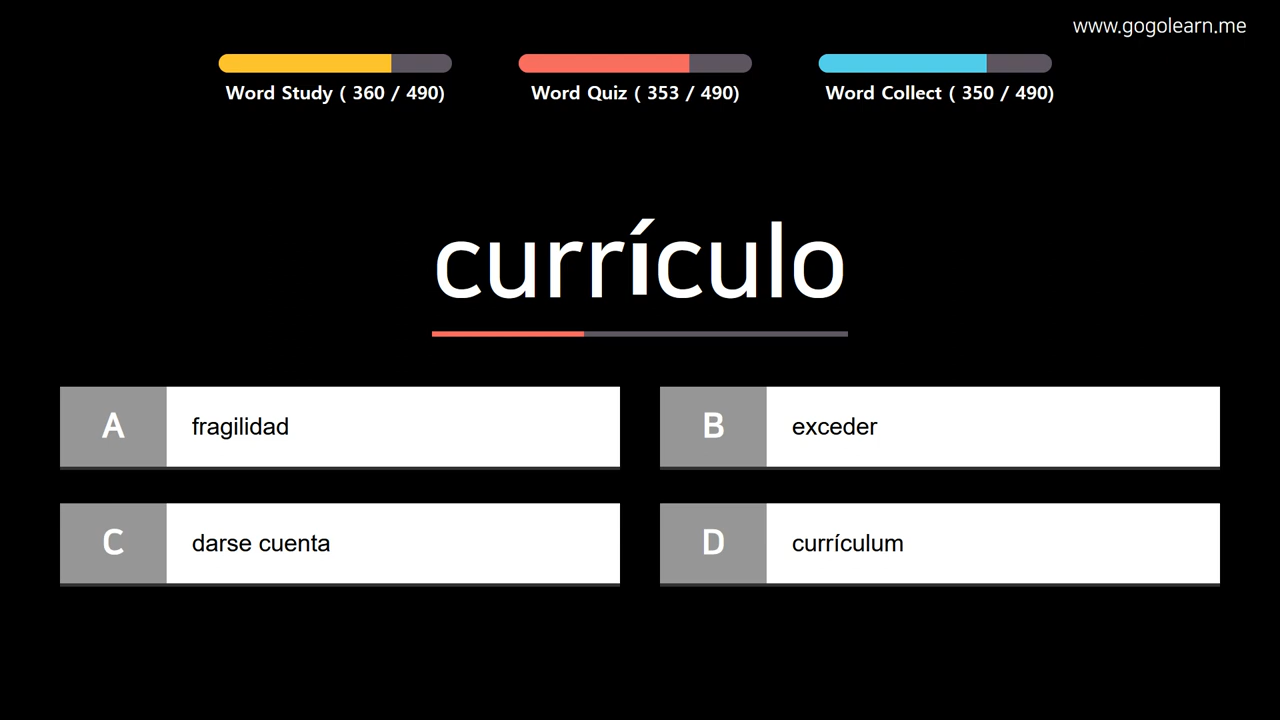 www.gogolearn.me
Word Study ( 360 / 490)
Word Quiz ( 353 / 490)
Word Collect ( 350 / 490)
currículo
A fragilidad
B exceder
C darse cuenta
D currículum